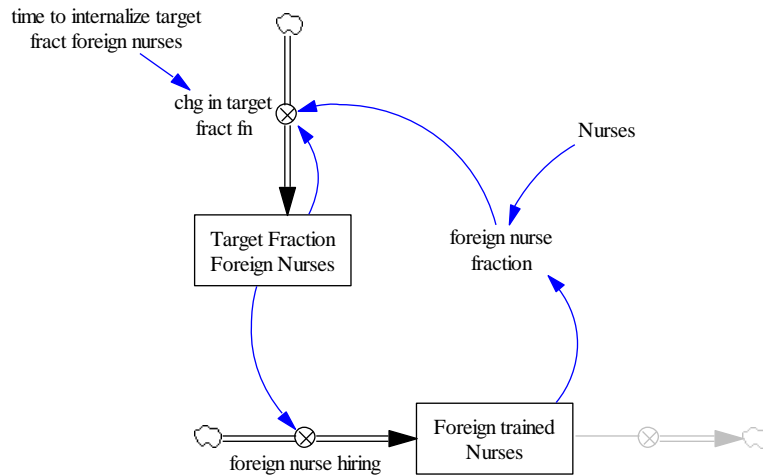 time to internalize target
fract foreign nurses
chg in target
fract fn
Nurses
Target Fraction
Foreign Nurses
foreign nurse
fraction
Foreign trained
Nurses
foreign nurse hiring